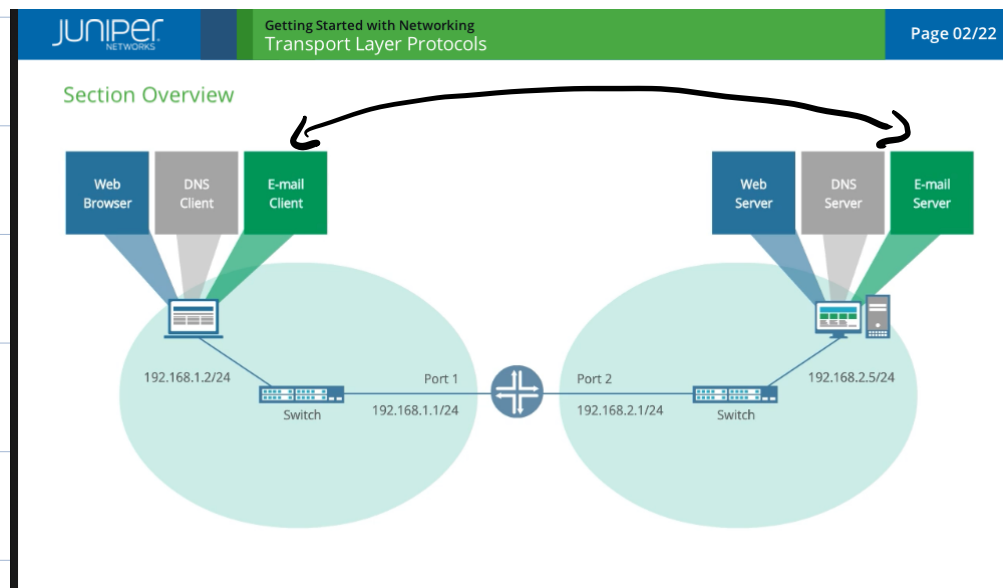 JUNIPER
NETWORKS
Getting Started with Networking
Transport Layer Protocols
Page 02/22
Section Overview
Web
Browser
DNS
Client
E-mail
Client
Web
Server
DNS
Server
E-mail
Server
192.168.1.2/24
Switch
Port 1
192.168.1.1/24
Port 2
192.168.2.1/24
Switch
192.168.2.5/24